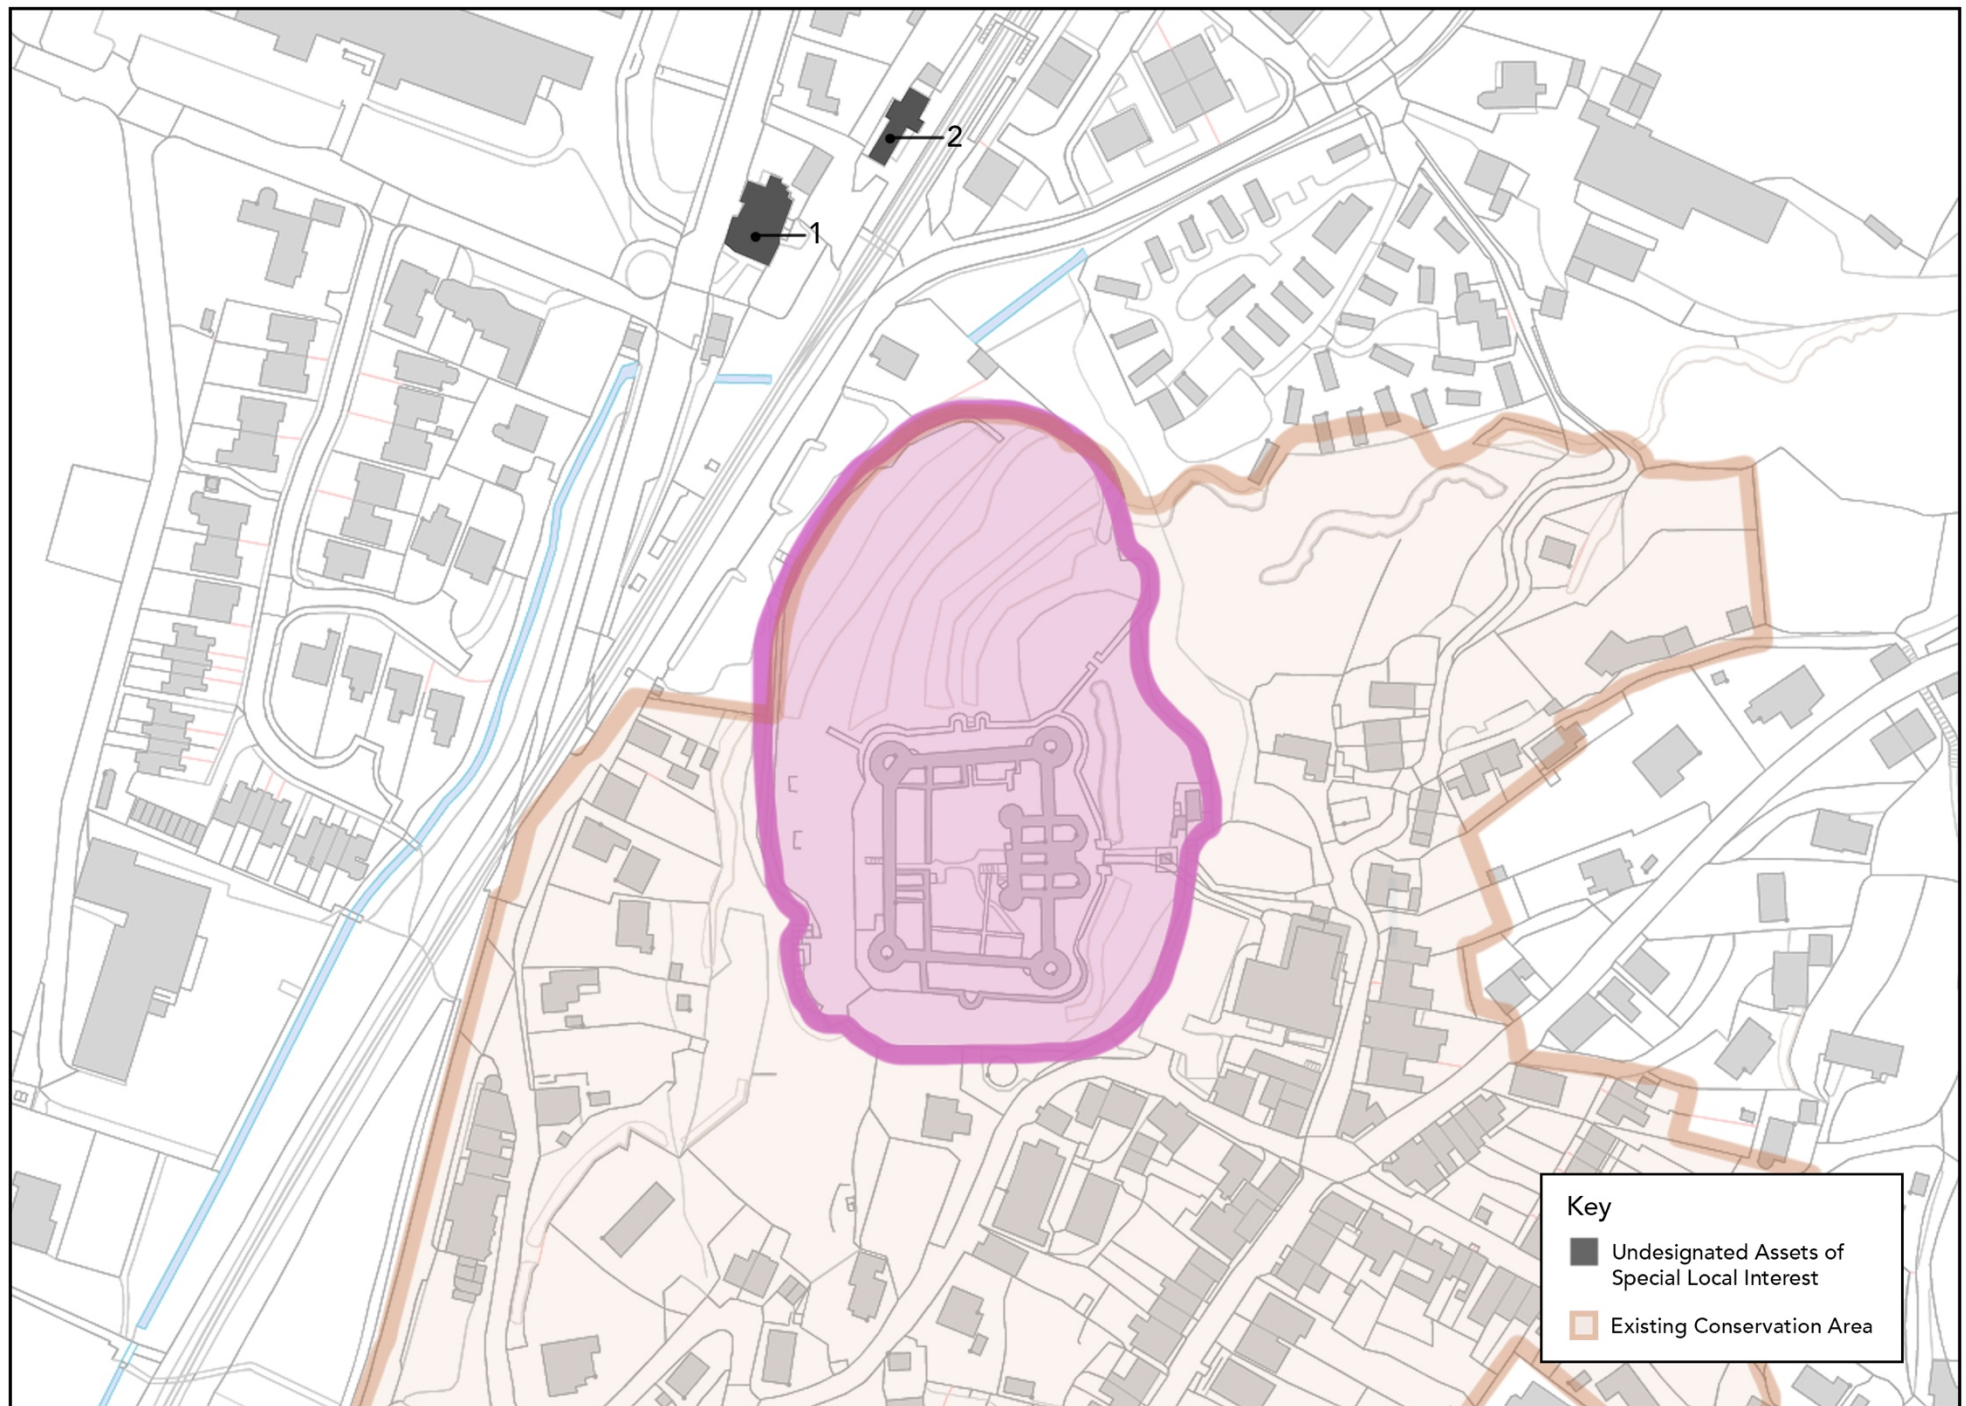 2
1
Key
Undesignated Assets of
Special Local Interest
Existing Conservation Area